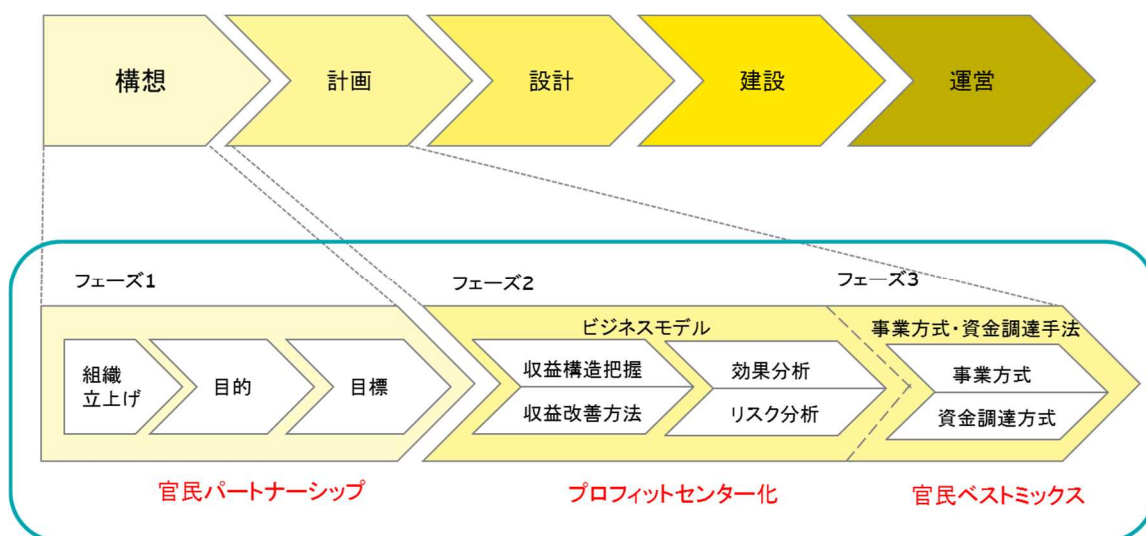 構想
計画
設計
建設
運営
フェーズ1
フェーズ2
フェーズ3
ビジネスモデル
事業方式・資金調達手法
組織
立上げ
目的
目標
収益構造把握
収益改善方法
効果分析
リスク分析
事業方式
資金調達方式
官民パートナーシップ
プロフィットセンター化
官民ベストミックス